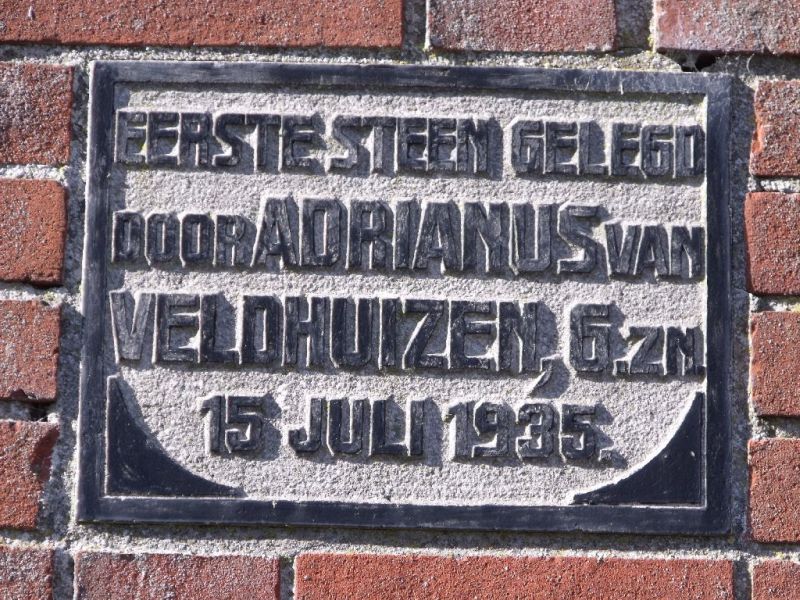 EERSTE STEEN GELEGD
DOOR ADRIANUS VAN
VELDHUIZEN, G.ZN.
15 JULI 1935.